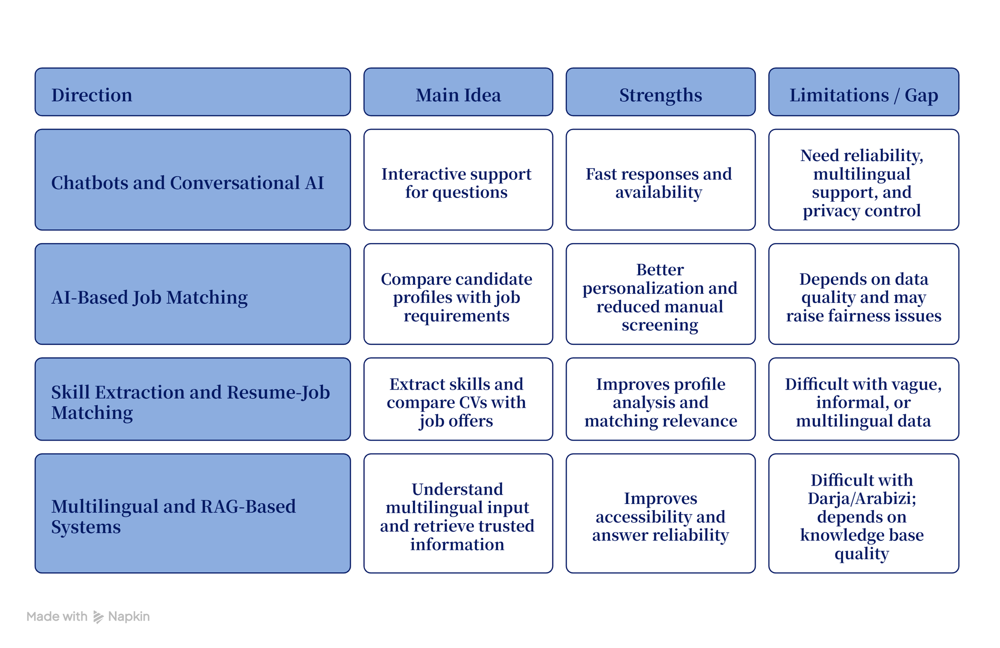 Direction
Main Idea
Strengths
Limitations / Gap
Chatbots and Conversational AI
Interactive support
for questions
Fast responses and
availability
Need reliability,
multilingual
support, and
privacy control
AI-Based Job Matching
Compare candidate
profiles with job
requirements
Better
personalization and
reduced manual
screening
Depends on data
quality and may
raise fairness issues
Skill Extraction and Resume-Job
Matching
Extract skills and
compare CVs with
job offers
Improves profile
analysis and
matching relevance
Difficult with vague,
informal, or
multilingual data
Multilingual and RAG-Based
Systems
Understand
multilingual input
and retrieve trusted
information
Improves
accessibility and
answer reliability
Difficult with
Darja/Arabizi;
depends on
knowledge base
quality
Made with Napkin